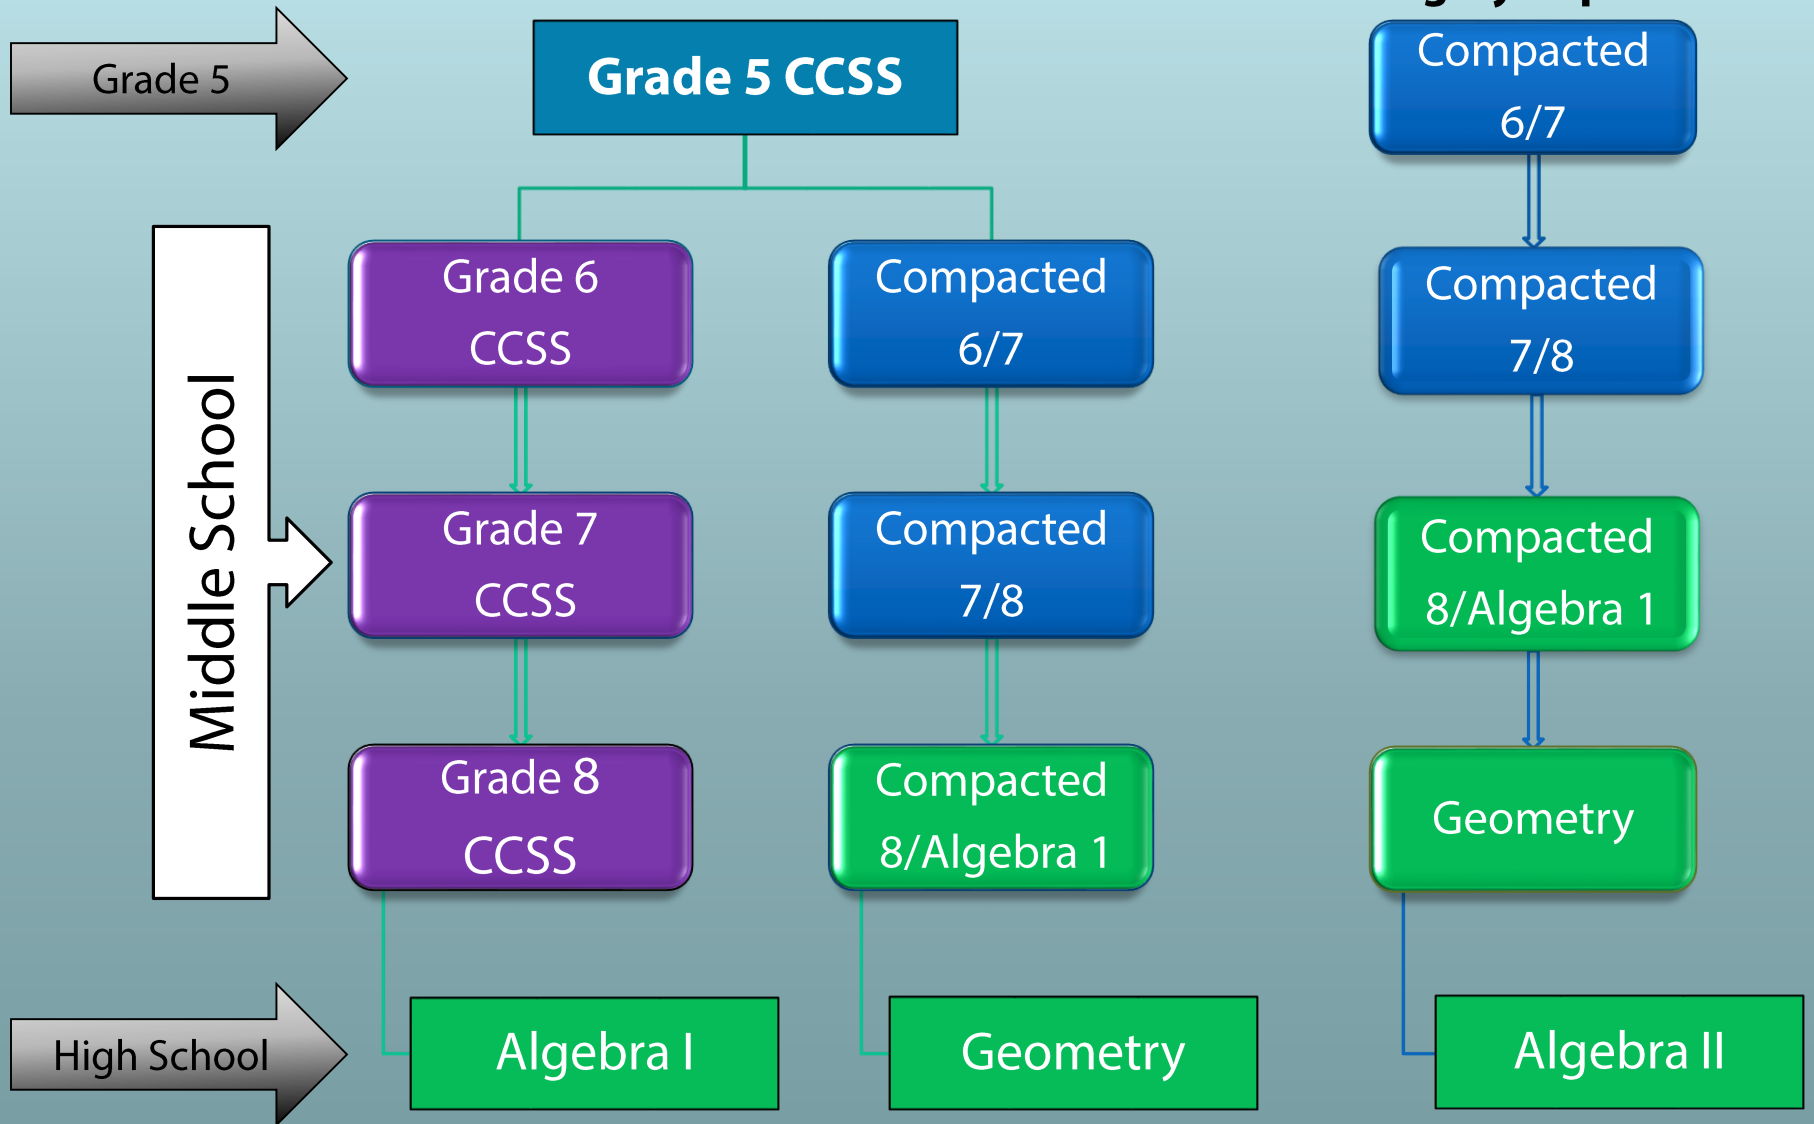 Grade 5
Grade 5 CCSS
Compacted
6/7
Middle School
Grade 6
CCSS
Compacted
6/7
Compacted
7/8
Grade 7
CCSS
Compacted
7/8
Compacted
8/Algebra 1
Grade 8
CCSS
Compacted
8/Algebra 1
Geometry
High School
Algebra I
Geometry
Algebra II